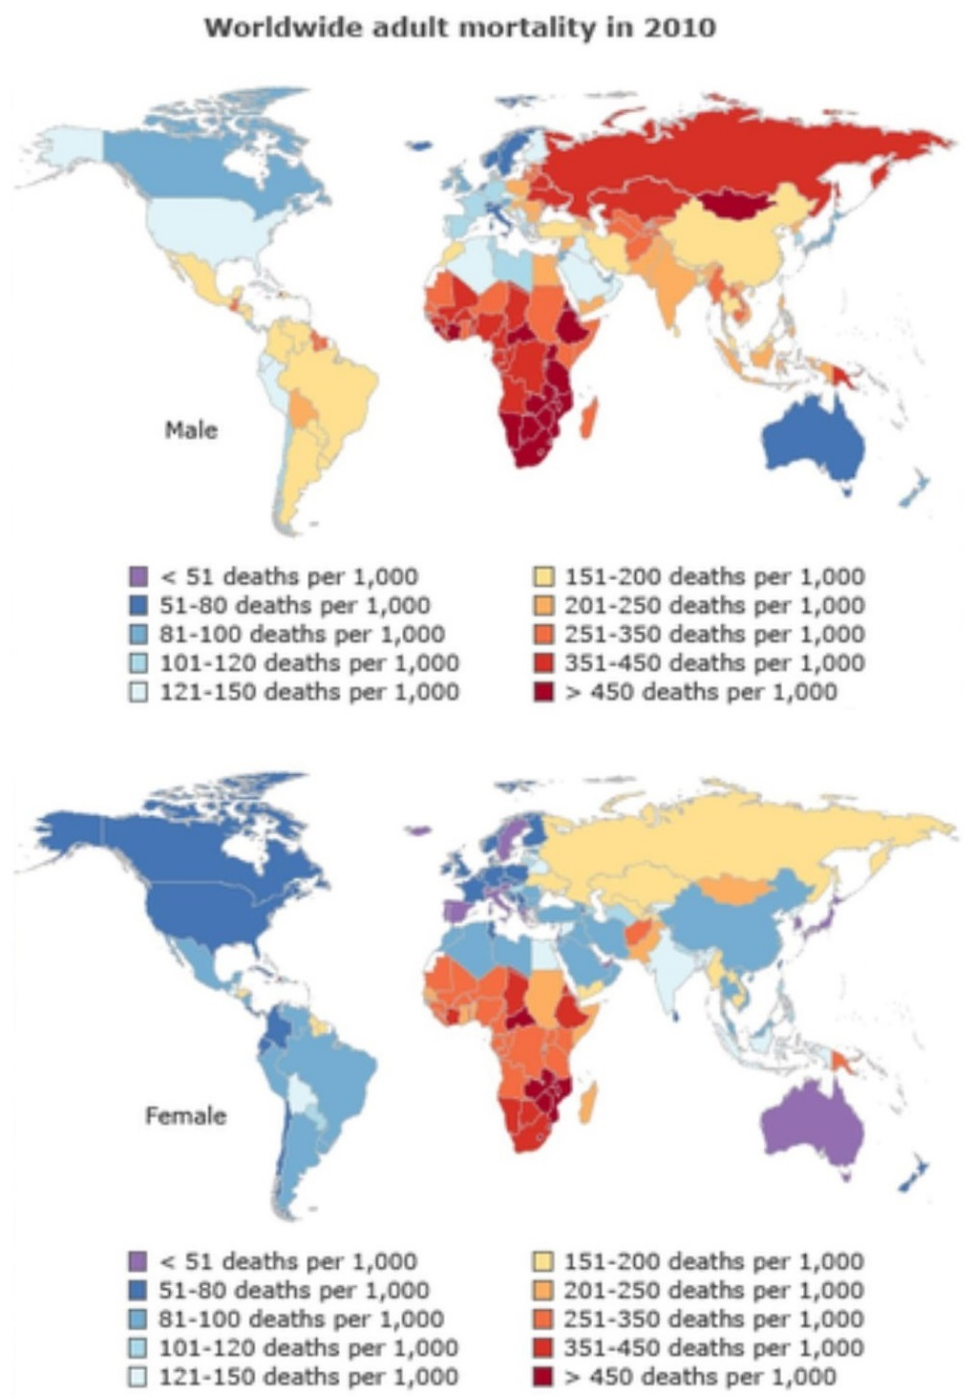 Worldwide adult mortality in 2010
Male
< 51 deaths per 1,000
51-80 deaths per 1,000
81-100 deaths per 1,000
101-120 deaths per 1,000
121-150 deaths per 1,000
151-200 deaths per 1,000
201-250 deaths per 1,000
251-350 deaths per 1,000
351-450 deaths per 1,000
> 450 deaths per 1,000
Female
< 51 deaths per 1,000
51-80 deaths per 1,000
81-100 deaths per 1,000
101-120 deaths per 1,000
121-150 deaths per 1,000
151-200 deaths per 1,000
201-250 deaths per 1,000
251-350 deaths per 1,000
351-450 deaths per 1,000
> 450 deaths per 1,000